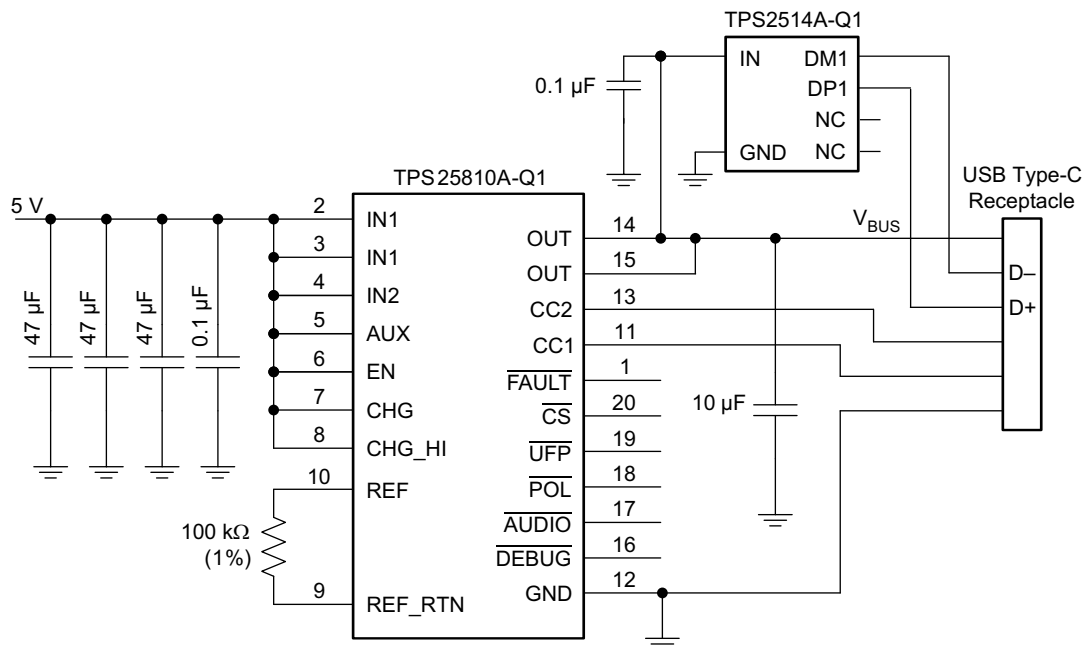 TPS2514A-Q1
IN
DM1
DP1
NC
GND
NC
0.1 µF
TPS25810A-Q1
USB Type-C
Receptacle
5 V
2
IN1
3
IN1
4
IN2
5
AUX
6
EN
7
CHG
8
CHG_HI
10
REF
9
REF_RTN
47 µF
47 µF
47 µF
0.1 µF
100 kΩ
(1%)
OUT
14
OUT
15
CC2
13
CC1
11
FAULT
1
CS
20
UFP
19
POL
18
AUDIO
17
DEBUG
16
GND
12
VBUS
10 µF
D–
D+